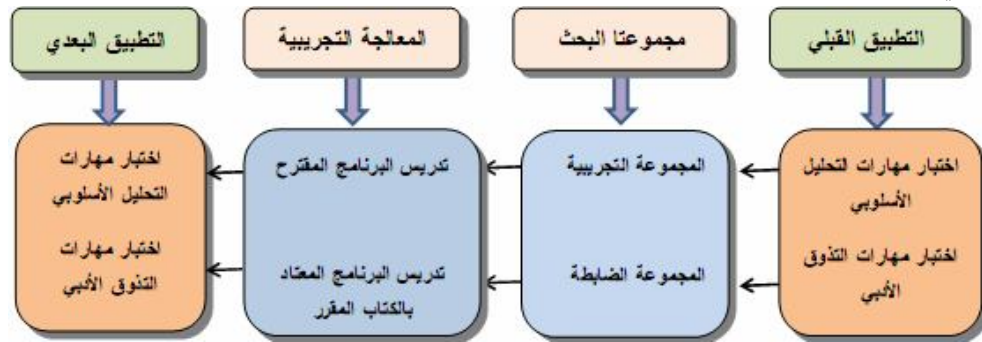 التطبيق القبلي
مجموعتا البحث
المعالجة التجريبية
التطبيق البعدي
اختبار مهارات التحليل
الأسلوبي
اختبار مهارات التذوق
الأدبي
المجموعة التجريبية
المجموعة الضابطة
تدريس البرنامج المقترح
تدريس البرنامج المعتاد
بالكتاب المقرر
اختبار مهارات
التحليل الأسلوبي
اختبار مهارات
التذوق الأدبي